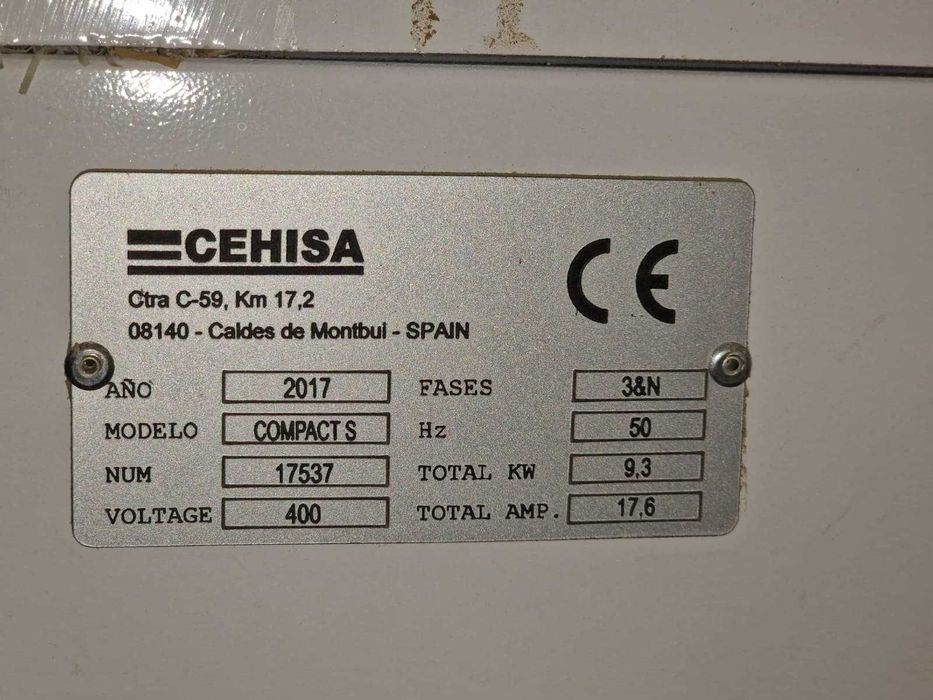 CEHISA
CE
Ctra C-59, Km 17,2
08140 - Caldes de Montbui - SPAIN
AÑO 2017 FASES 3&N
MODELO COMPACT S Hz 50
NUM 17537 TOTAL KW 9,3
VOLTAGE 400 TOTAL AMP. 17,6